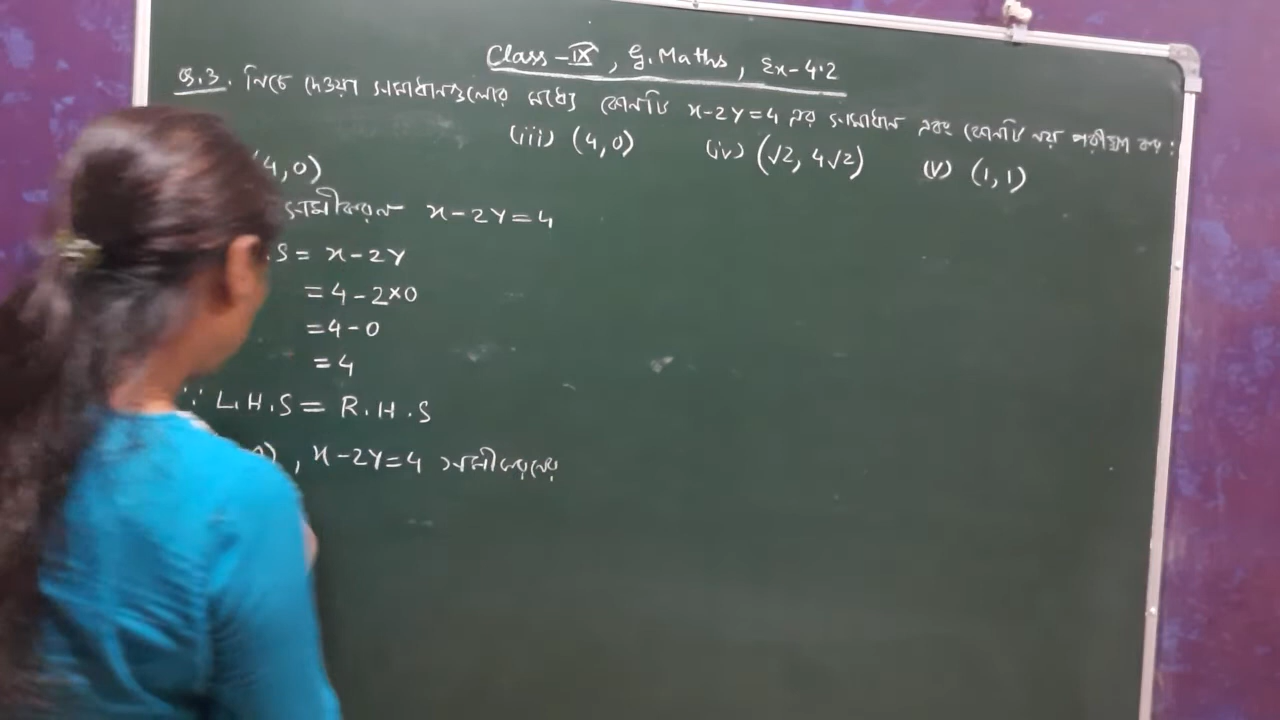 Class - IX, G. Maths, Ex-4.2
Q.3. নিচে দেওয়া সমাধানগুলোর মধ্যে কোনটি x-2y=4 এর সমাধান এবং কোনটি নয় পরীক্ষা কর:
(iii) (4,0) (iv) (√2, 4√2) (v) (1,1)
4,0)
সমীকরণ x-2y=4
.S = x-2y
=4-2×0
=4-0
=4
∵ L.H.S = R.H.S
), x-2y=4 সমীকরণের